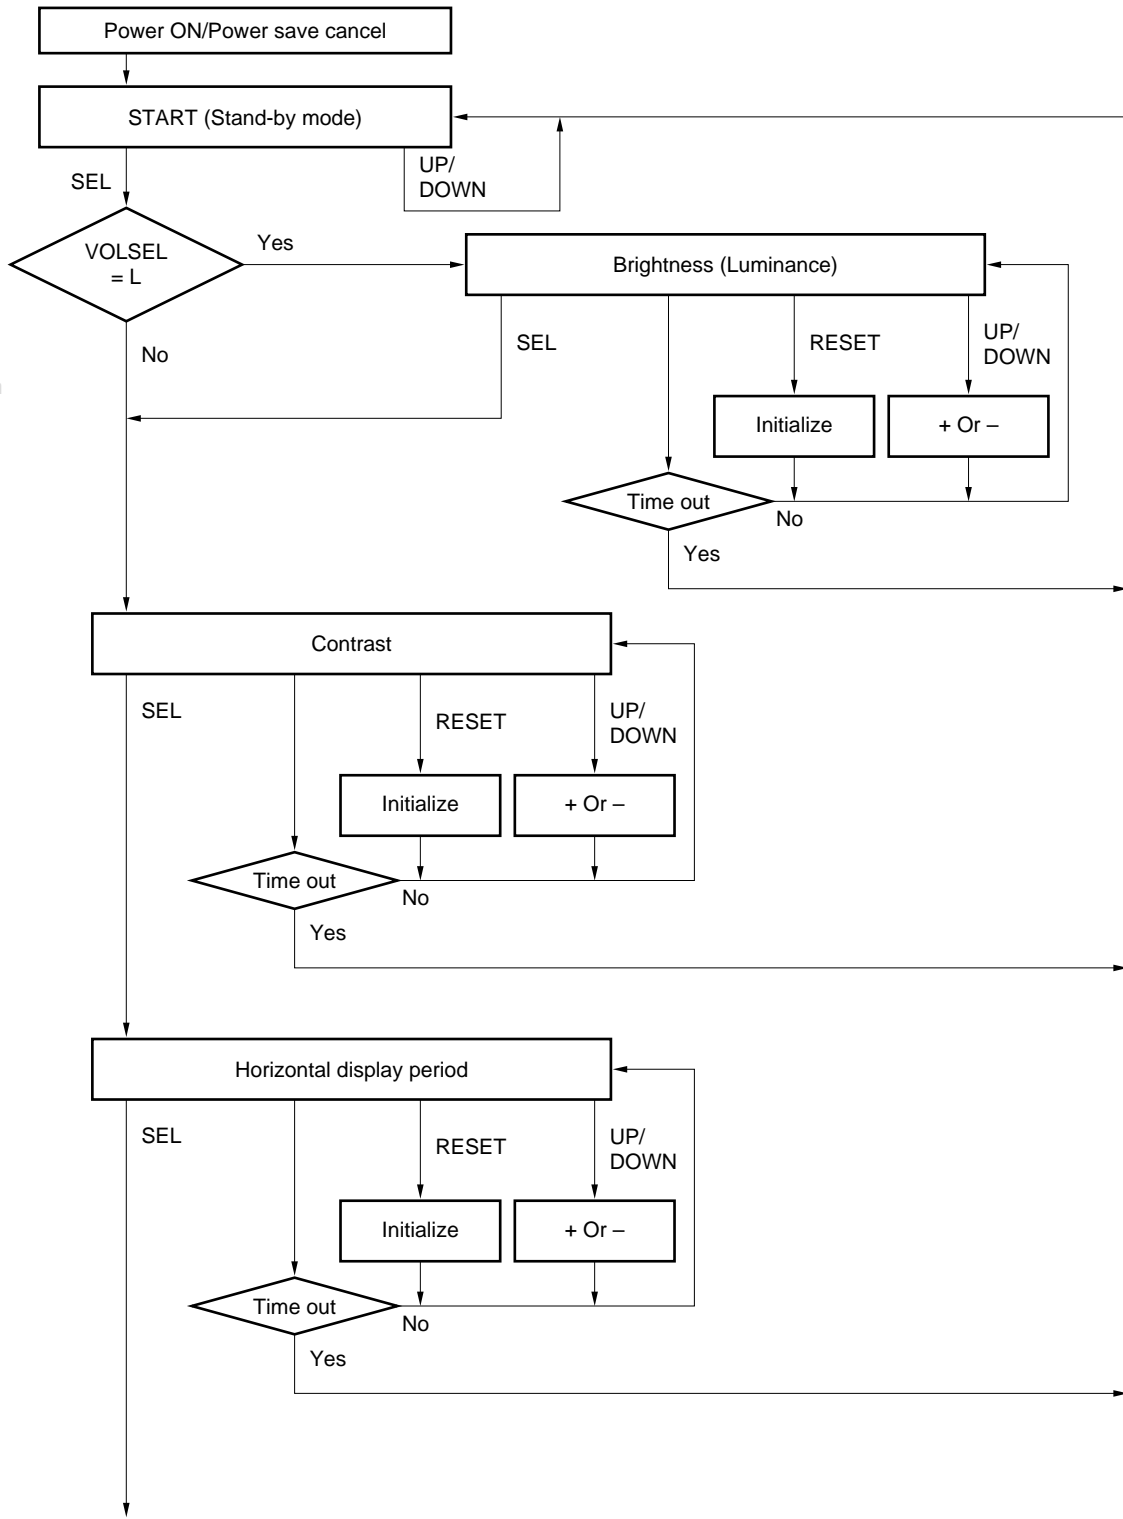 Power ON/Power save cancel
START (Stand-by mode)
SEL
UP/
DOWN
VOLSEL
= L
Yes
No
Brightness (Luminance)
SEL
RESET
UP/
DOWN
Initialize
+ Or –
Time out
No
Yes
Contrast
SEL
RESET
UP/
DOWN
Initialize
+ Or –
Time out
No
Yes
Horizontal display period
SEL
RESET
UP/
DOWN
Initialize
+ Or –
Time out
No
Yes